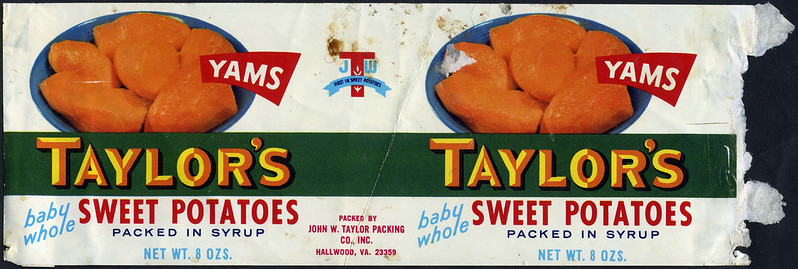 YAMS
TAYLOR'S
baby
whole
SWEET POTATOES
PACKED IN SYRUP
NET WT. 8 OZS.
J T W
FIRST IN SWEET POTATOES
PACKED BY
JOHN W. TAYLOR PACKING
CO., INC.
HALLWOOD, VA. 23359
YAMS
TAYLOR'S
baby
whole
SWEET POTATOES
PACKED IN SYRUP
NET WT. 8 OZS.